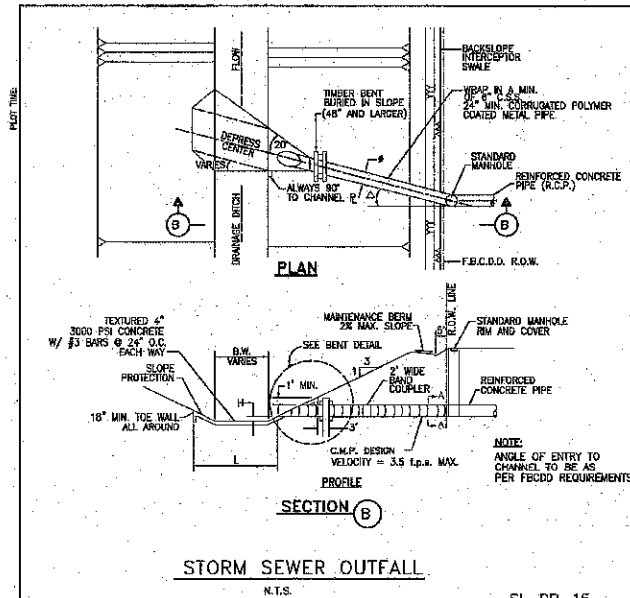 PLOT TIME
FLOW
BACKSLOPE
INTERCEPTOR
SWALE
TIMBER BENT
BURIED IN SLOPE
(48" AND LARGER)
WRAP IN A MIN.
OF 6" C.S.S.
24" MIN. CORRUGATED POLYMER
COATED METAL PIPE
DEPRESS
CENTER
20°
VARIES
STANDARD
MANHOLE
REINFORCED CONCRETE
PIPE (R.C.P.)
ALWAYS 90°
TO CHANNEL
B
B
DRAINAGE DITCH
PLAN
F.B.C.D.D. R.O.W.
TEXTURED 4"
3000 PSI CONCRETE
W/ #3 BARS @ 24" O.C.
EACH WAY
B.W.
VARIES
SEE BENT DETAIL
MAINTENANCE BERM
2% MAX. SLOPE
R.O.W. LINE
STANDARD MANHOLE
RIM AND COVER
3
1
1' MIN.
2' WIDE
BAND
COUPLER
SLOPE
PROTECTION
H
A
A
REINFORCED
CONCRETE PIPE
18" MIN. TOE WALL
ALL AROUND
3'
L
C.M.P. DESIGN
VELOCITY = 3.5 f.p.s. MAX.
NOTE:
ANGLE OF ENTRY TO
CHANNEL TO BE AS
PER FBCDD REQUIREMENTS
PROFILE
SECTION B
STORM SEWER OUTFALL
N.T.S.